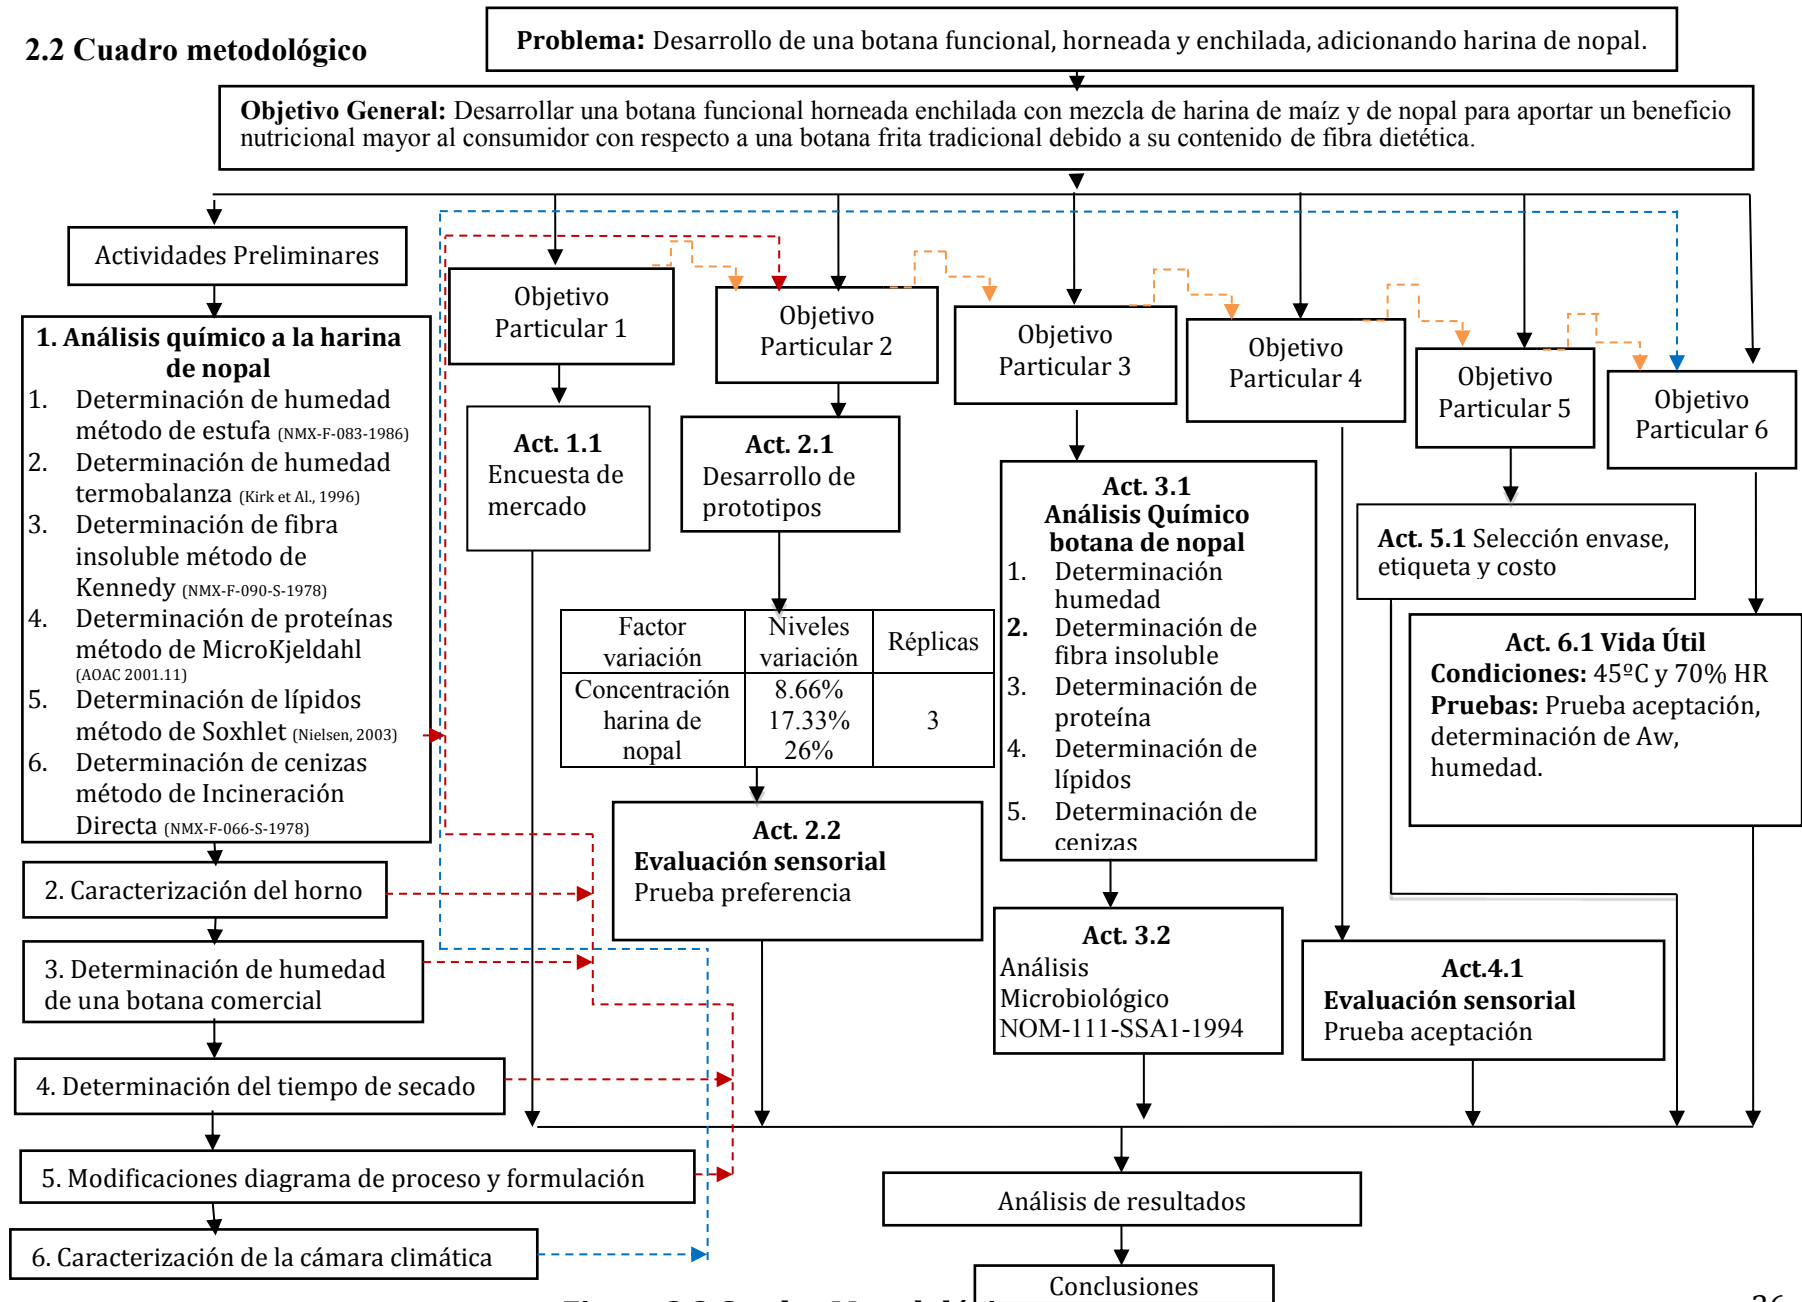 2.2 Cuadro metodológico
Problema: Desarrollo de una botana funcional, horneada y enchilada, adicionando harina de nopal.
Objetivo General: Desarrollar una botana funcional horneada enchilada con mezcla de harina de maíz y de nopal para aportar un beneficio
nutricional mayor al consumidor con respecto a una botana frita tradicional debido a su contenido de fibra dietética.
Actividades Preliminares
1. Análisis químico a la harina
de nopal
1. Determinación de humedad
método de estufa (NMX-F-083-1986)
2. Determinación de humedad
termobalanza (Kirk et Al., 1996)
3. Determinación de fibra
insoluble método de
Kennedy (NMX-F-090-S-1978)
4. Determinación de proteínas
método de MicroKjeldahl
(AOAC 2001.11)
5. Determinación de lípidos
método de Soxhlet (Nielsen, 2003)
6. Determinación de cenizas
método de Incineración
Directa (NMX-F-066-S-1978)
2. Caracterización del horno
3. Determinación de humedad
de una botana comercial
4. Determinación del tiempo de secado
5. Modificaciones diagrama de proceso y formulación
6. Caracterización de la cámara climática
Objetivo
Particular 1
Act. 1.1
Encuesta de
mercado
Objetivo
Particular 2
Act. 2.1
Desarrollo de
prototipos
Factor
variación
Niveles
variación
Réplicas
Concentración
harina de
nopal
8.66%
17.33%
26%
3
Act. 2.2
Evaluación sensorial
Prueba preferencia
Objetivo
Particular 3
Act. 3.1
Análisis Químico
botana de nopal
1. Determinación
humedad
2. Determinación de
fibra insoluble
3. Determinación de
proteína
4. Determinación de
lípidos
5. Determinación de
cenizas
Act. 3.2
Análisis
Microbiológico
NOM-111-SSA1-1994
Objetivo
Particular 4
Act.4.1
Evaluación sensorial
Prueba aceptación
Objetivo
Particular 5
Act. 5.1 Selección envase,
etiqueta y costo
Objetivo
Particular 6
Act. 6.1 Vida Útil
Condiciones: 45ºC y 70% HR
Pruebas: Prueba aceptación,
determinación de Aw,
humedad.
Análisis de resultados
Conclusiones